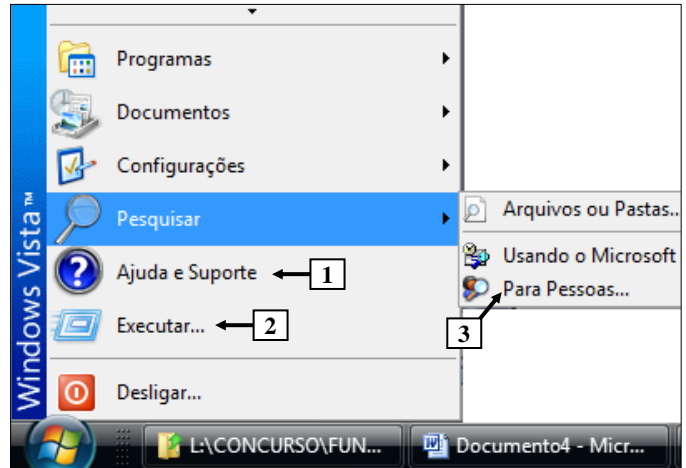 Programas
Documentos
Configurações
Pesquisar
Ajuda e Suporte
1
Executar...
2
Desligar...
Windows Vista™
Arquivos ou Pastas..
Usando o Microsoft
Para Pessoas...
3
L:\CONCURSO\FUN...
Documento4 - Micr...